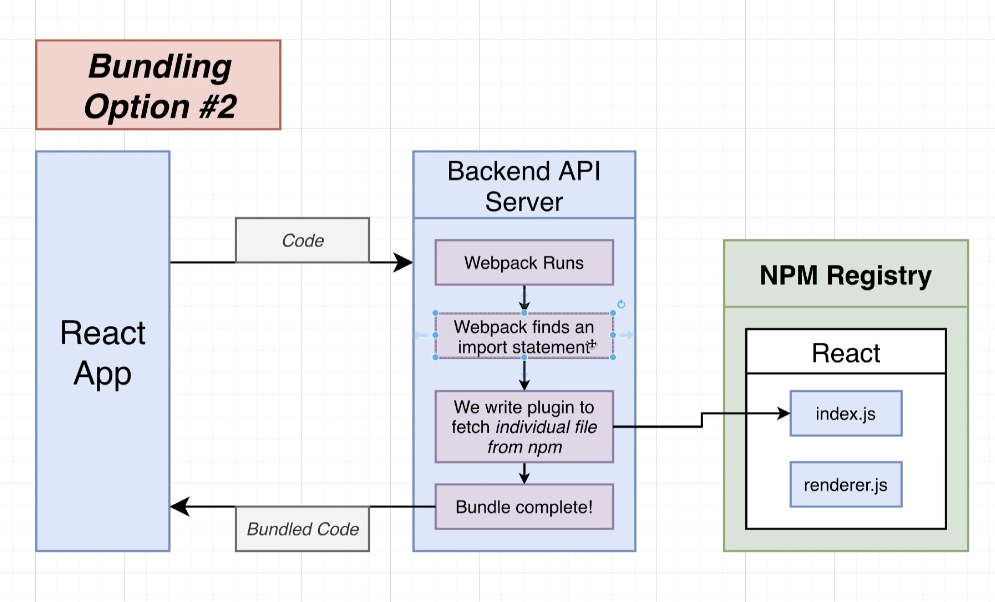 Bundling
Option #2
React
App
Code
Bundled Code
Backend API
Server
Webpack Runs
Webpack finds an
import statement
We write plugin to
fetch individual file
from npm
Bundle complete!
NPM Registry
React
index.js
renderer.js